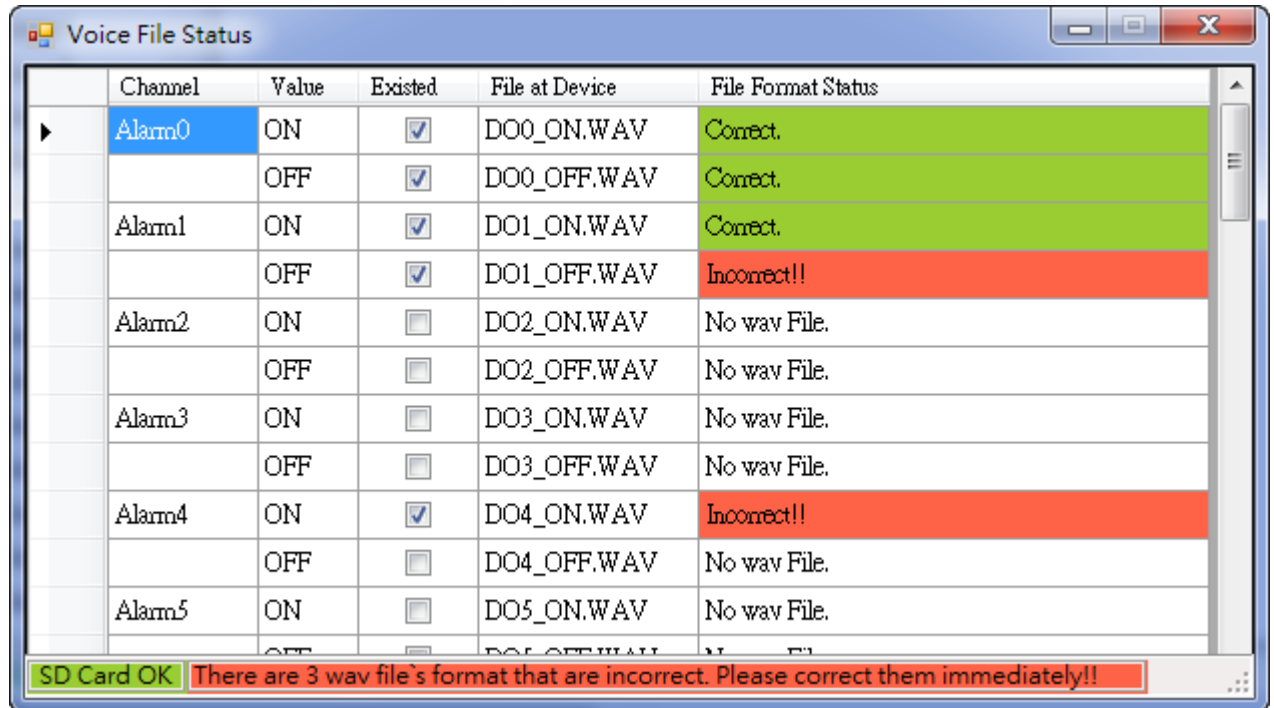 Voice File Status
Channel Value Existed File at Device File Format Status
Alarm0 ON DO0_ON.WAV Correct.
OFF DO0_OFF.WAV Correct.
Alarm1 ON DO1_ON.WAV Correct.
OFF DO1_OFF.WAV Incorrect!!
Alarm2 ON DO2_ON.WAV No wav File.
OFF DO2_OFF.WAV No wav File.
Alarm3 ON DO3_ON.WAV No wav File.
OFF DO3_OFF.WAV No wav File.
Alarm4 ON DO4_ON.WAV Incorrect!!
OFF DO4_OFF.WAV No wav File.
Alarm5 ON DO5_ON.WAV No wav File.
SD Card OK There are 3 wav file`s format that are incorrect. Please correct them immediately!!